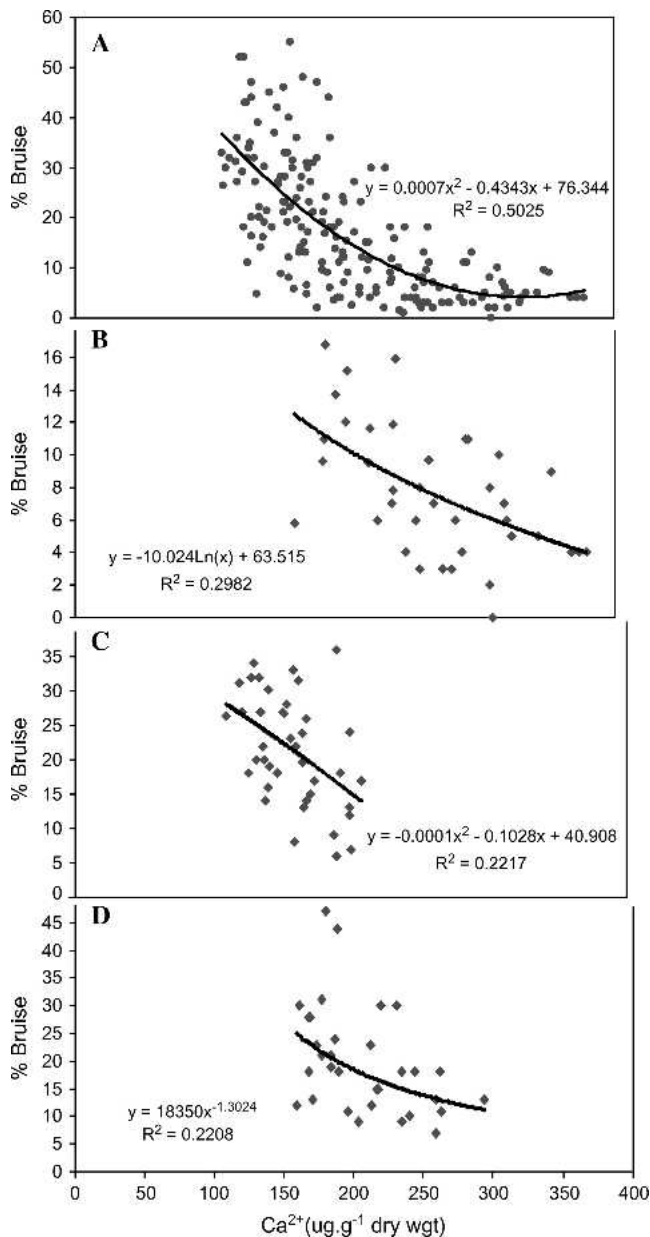 60
A
50
40
% Bruise
30
y = 0.0007x² - 0.4343x + 76.344
R² = 0.5025
20
10
0
B
16
14
12
10
% Bruise
8
6
4
y = -10.024Ln(x) + 63.515
R² = 0.2982
2
0
C
35
30
25
20
% Bruise
15
y = -0.0001x² - 0.1028x + 40.908
10
R² = 0.2217
5
0
D
45
40
35
30
% Bruise
25
20
15
y = 18350x⁻¹·³⁰²⁴
10
R² = 0.2208
5
0
0 50 100 150 200 250 300 350 400
Ca²⁺(ug.g⁻¹ dry wgt)